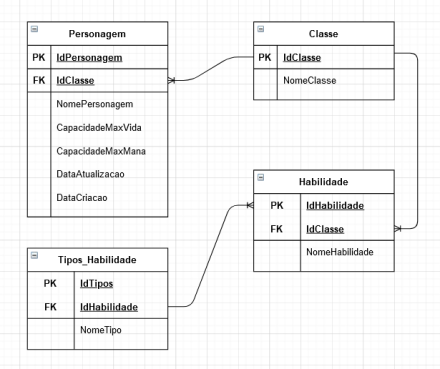 Personagem
PK IdPersonagem
FK IdClasse
NomePersonagem
CapacidadeMaxVida
CapacidadeMaxMana
DataAtualizacao
DataCriacao
Classe
PK IdClasse
NomeClasse
Habilidade
PK IdHabilidade
FK IdClasse
NomeHabilidade
Tipos_Habilidade
PK IdTipos
FK IdHabilidade
NomeTipo